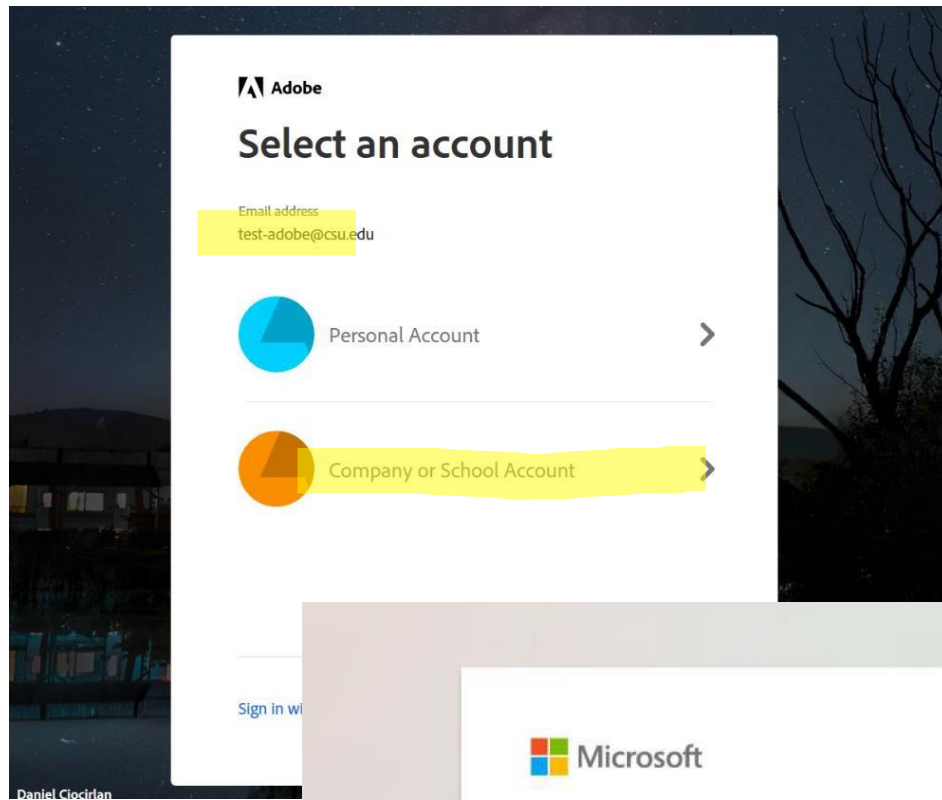 Adobe
Select an account
Email address
test-adobe@csu.edu
Personal Account
Company or School Account
Sign in wi
Microsoft
Daniel Ciocirlan